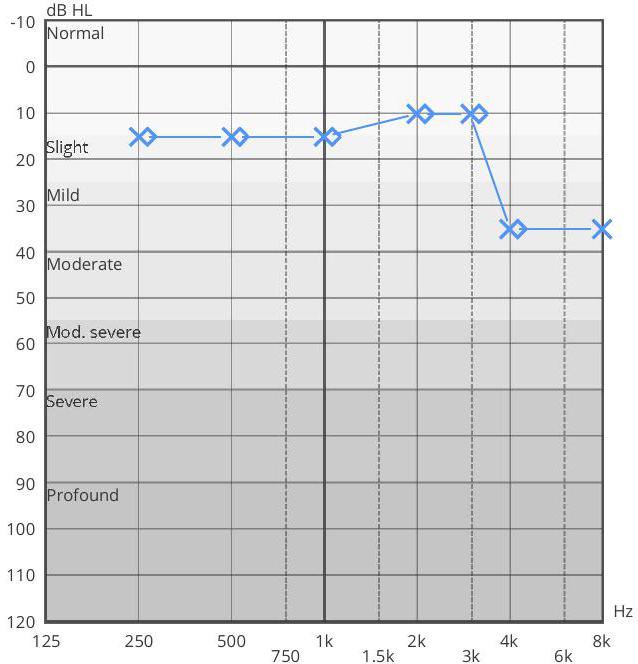 dB HL
-10
Normal
0
10
Slight
20
Mild
30
40
Moderate
50
Mod. severe
60
70
Severe
80
90
Profound
100
110
120
Hz
125 250 500 1k 2k 4k 8k
750 1.5k 3k 6k